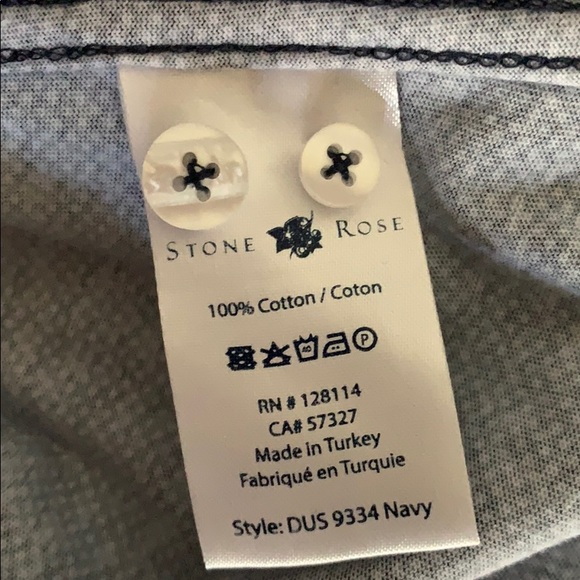 STONE ROSE
100% Cotton / Coton
P
RN # 128114
CA# 57327
Made in Turkey
Fabriqué en Turquie
Style: DUS 9334 Navy